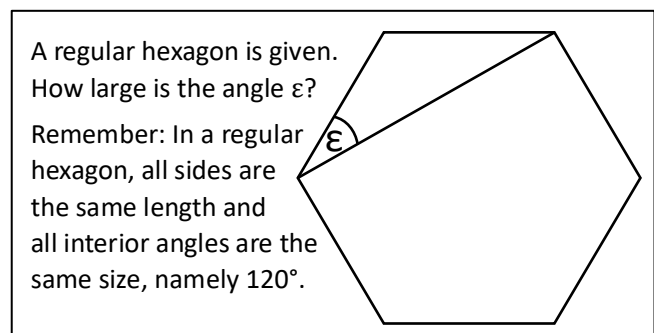 A regular hexagon is given.
How large is the angle ε?
Remember: In a regular
hexagon, all sides are
the same length and
all interior angles are the
same size, namely 120°.
ε